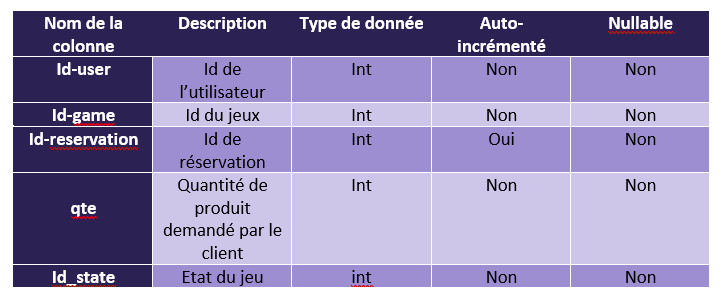 Nom de la colonne | Description | Type de donnée | Auto-incrémenté | Nullable
Id-user | Id de l’utilisateur | Int | Non | Non
Id-game | Id du jeux | Int | Non | Non
Id-reservation | Id de réservation | Int | Oui | Non
qte | Quantité de produit demandé par le client | Int | Non | Non
Id_state | Etat du jeu | int | Non | Non